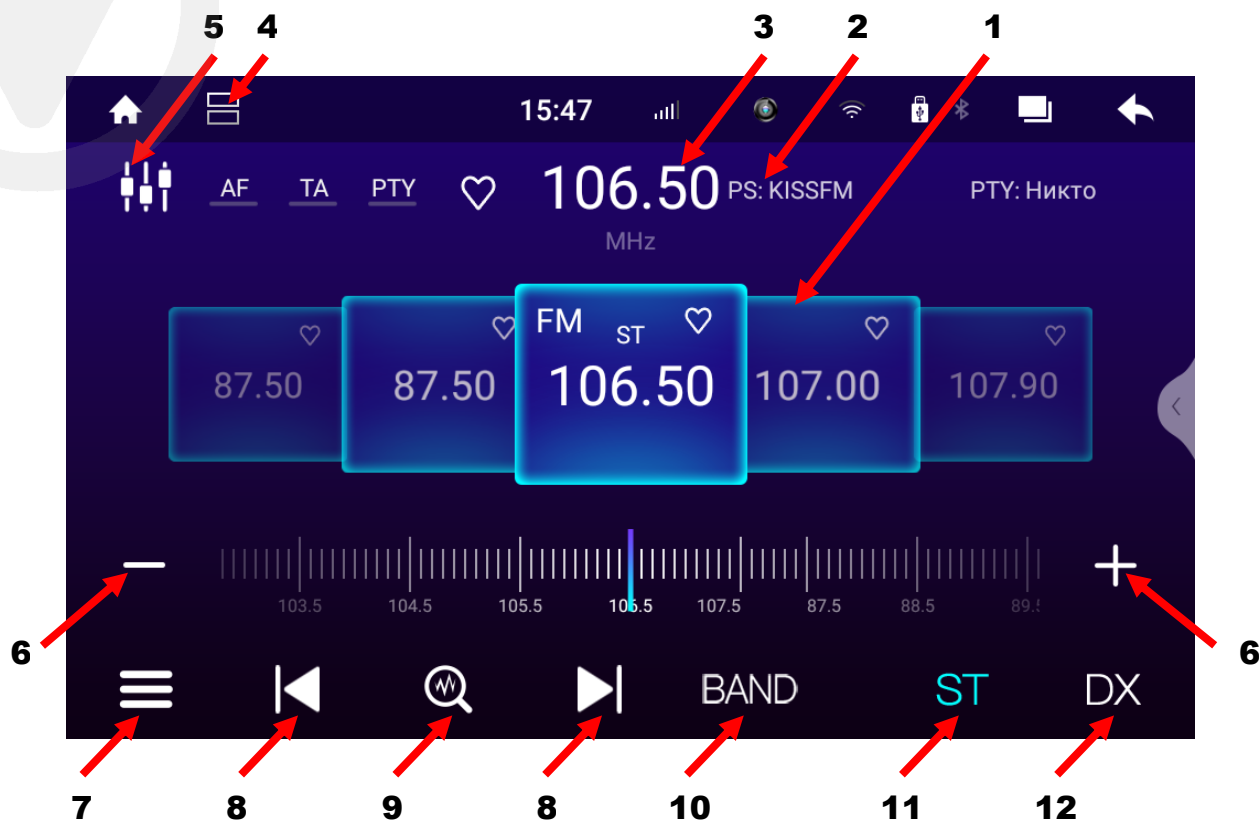 5 4 3 2 1
15:47
AF TA PTY 106.50 PS: KISSFM PTY: Никто
MHz
FM ST
87.50 87.50 106.50 107.00 107.90
103.5 104.5 105.5 106.5 107.5 87.5 88.5 89.5
6 6
BAND ST DX
7 8 9 8 10 11 12